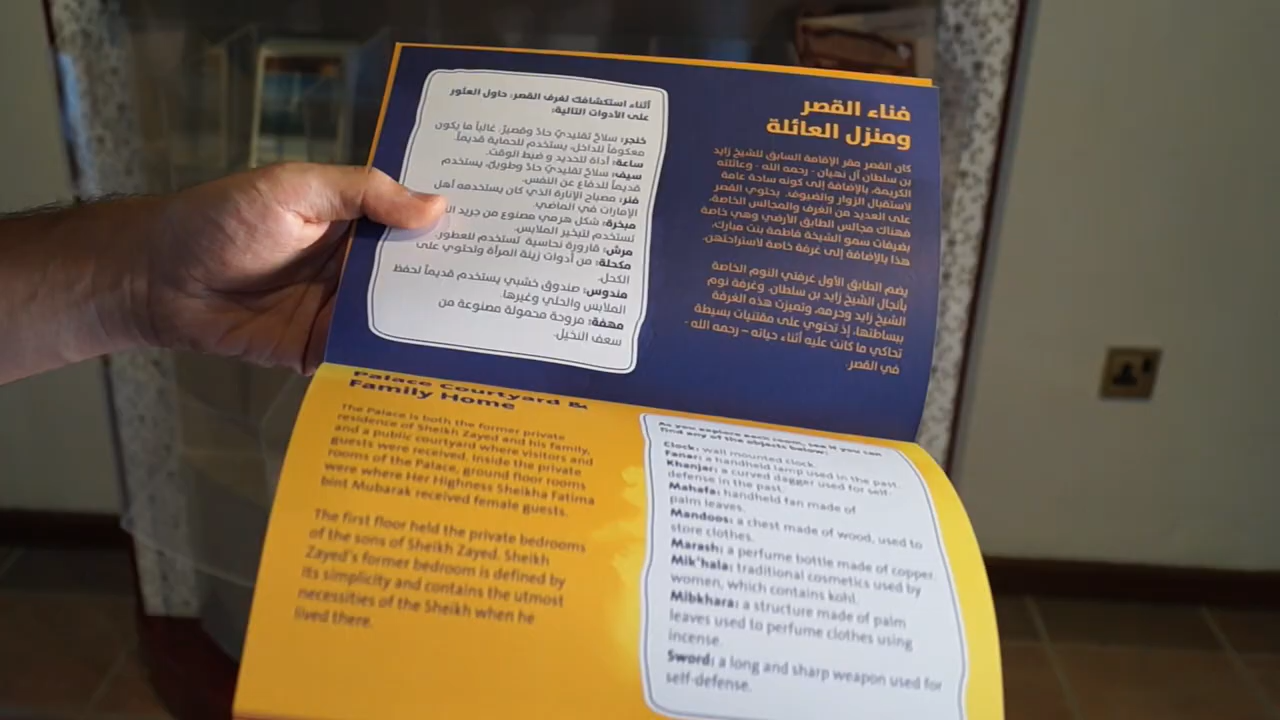 فناء القصر
ومنزل العائلة
كان القصر مقر الإقامة السابق للشيخ زايد
بن سلطان آل نهيان - رحمه الله - وعائلته
الكريمة، بالإضافة إلى كونه ساحة عامة
لاستقبال الزوار والضيوف. يحتوي القصر
على العديد من الغرف والمجالس الخاصة،
فهناك مجالس الطابق الأرضي وهي خاصة
بضيفات سمو الشيخة فاطمة بنت مبارك،
هذا بالإضافة إلى غرفة خاصة لاستراحتهن.
يضم الطابق الأول غرفتي النوم الخاصة
بأنجال الشيخ زايد بن سلطان، وغرفة نوم
الشيخ زايد وحرمه، وتميزت هذه الغرفة
ببساطتها، إذ تحتوي على مقتنيات بسيطة
تحاكي ما كانت عليه أثناء حياته – رحمه الله -
في القصر.
أثناء استكشافك لغرف القصر، حاول العثور
على الأدوات التالية:
خنجر: سلاحٌ تقليديٌ حادٌ وقصيرٌ، غالباً ما يكون
معكوفاً للداخل، يستخدم للحماية قديماً.
ساعة: أداة لتحديد و ضبط الوقت.
سيف: سلاحٌ تقليديٌ حادٌ وطويلٌ، يستخدم
قديماً للدفاع عن النفس.
فنر: مصباح الإنارة الذي كان يستخدمه أهل
الإمارات في الماضي.
مبخرة: شكل هرمي مصنوع من جريد
تستخدم لتبخير الملابس.
مرش: قارورة نحاسية تستخدم للعطور.
مكحلة: من أدوات زينة المرأة وتحتوي على
الكحل.
مندوس: صندوق خشبي يستخدم قديماً لحفظ
الملابس والحلي وغيرها.
مهفة: مروحة محمولة مصنوعة من
سعف النخيل.
Palace Courtyard &
Family Home
The Palace is both the former private
residence of Sheikh Zayed and his family,
and a public courtyard where visitors and
guests were received. Inside the private
rooms of the Palace, ground floor rooms
were where Her Highness Sheikha Fatima
bint Mubarak received female guests.
The first floor held the private bedrooms
of the sons of Sheikh Zayed. Sheikh
Zayed's former bedroom is defined by
its simplicity and contains the utmost
necessities of the Sheikh when he
lived there.
As you explore each room, see if you can
find any of the objects below:
Clock: wall mounted clock.
Fanar: a handheld lamp used in the past.
Khanjar: a curved dagger used for self-
defense in the past.
Mahafa: handheld fan made of
palm leaves.
Mandoos: a chest made of wood, used to
store clothes.
Marash: a perfume bottle made of copper.
Mik'hala: traditional cosmetics used by
women, which contains kohl.
Mibkhara: a structure made of palm
leaves used to perfume clothes using
incense.
Sword: a long and sharp weapon used for
self-defense.